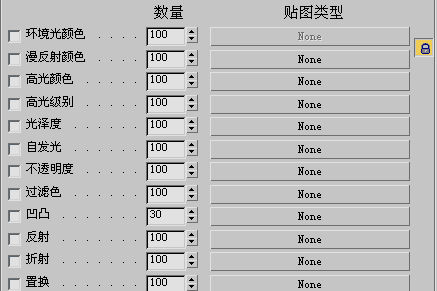 数量 贴图类型
环境光颜色 . . . . . 100 None
漫反射颜色 . . . . . 100 None
高光颜色 . . . . . . 100 None
高光级别 . . . . . . 100 None
光泽度 . . . . . . . 100 None
自发光 . . . . . . . 100 None
不透明度 . . . . . . 100 None
过滤色 . . . . . . . 100 None
凹凸 . . . . . . . . 30 None
反射 . . . . . . . . 100 None
折射 . . . . . . . . 100 None
置换 . . . . . . . . 100 None